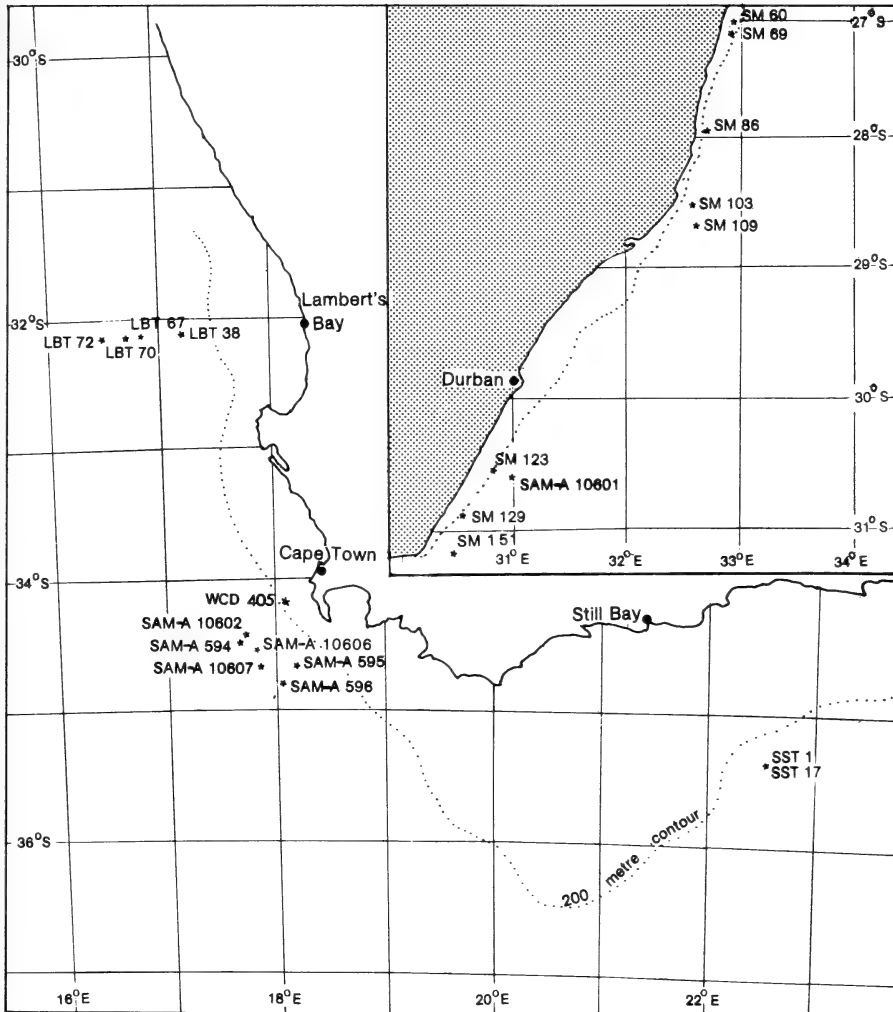 27°S
SM 60
SM 69
30°S
SM 86
28°S
SM 103
SM 109
29°S
Lambert's
Bay
32°S
LBT 67
LBT 38
LBT 72
LBT 70
Durban
30°S
SM 123
SAM-A 10601
SM 129
31°S
SM 151
31°E
32°E
33°E
34°E
Cape Town
34°S
WCD 405
Still Bay
SAM-A 10602
SAM-A 594
SAM-A 10606
SAM-A 10607
SAM-A 595
SAM-A 596
SST 1
SST 17
36°S
200 metre contour
16°E
18°E
20°E
22°E